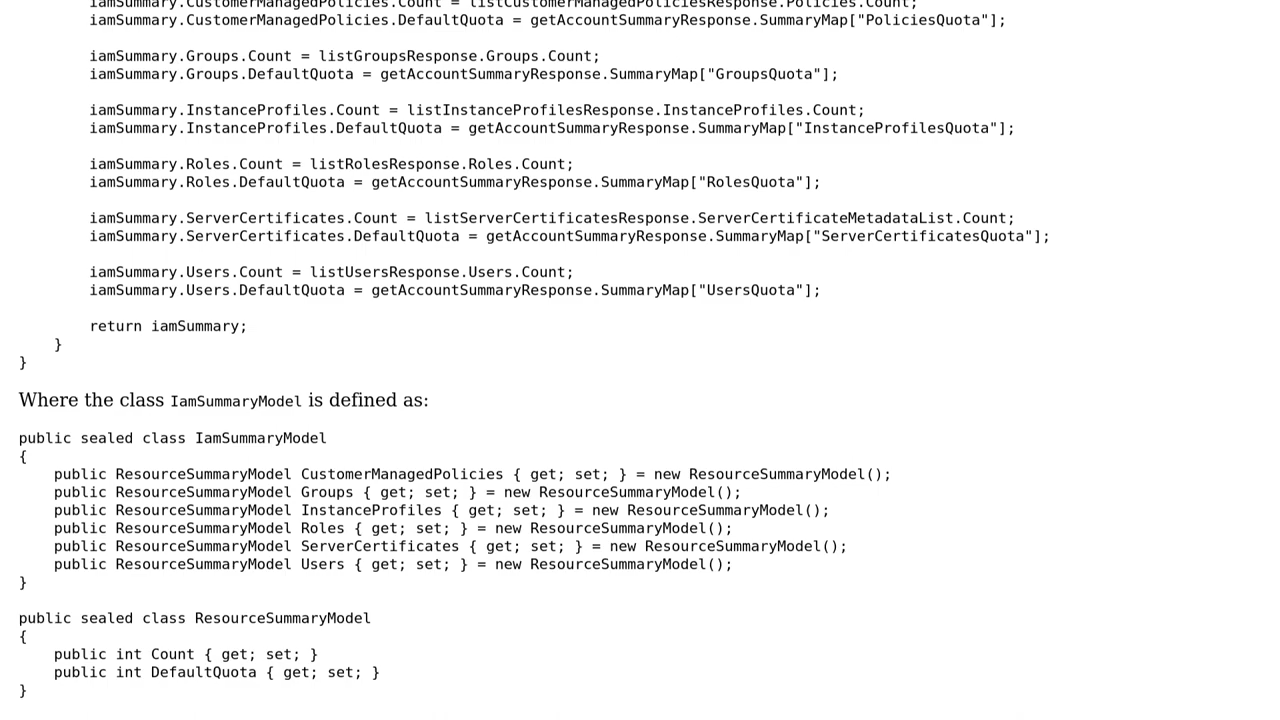 iamSummary.CustomerManagedPolicies.Count = listCustomerManagedPoliciesResponse.Policies.Count;
iamSummary.CustomerManagedPolicies.DefaultQuota = getAccountSummaryResponse.SummaryMap["PoliciesQuota"];
iamSummary.Groups.Count = listGroupsResponse.Groups.Count;
iamSummary.Groups.DefaultQuota = getAccountSummaryResponse.SummaryMap["GroupsQuota"];
iamSummary.InstanceProfiles.Count = listInstanceProfilesResponse.InstanceProfiles.Count;
iamSummary.InstanceProfiles.DefaultQuota = getAccountSummaryResponse.SummaryMap["InstanceProfilesQuota"];
iamSummary.Roles.Count = listRolesResponse.Roles.Count;
iamSummary.Roles.DefaultQuota = getAccountSummaryResponse.SummaryMap["RolesQuota"];
iamSummary.ServerCertificates.Count = listServerCertificatesResponse.ServerCertificateMetadataList.Count;
iamSummary.ServerCertificates.DefaultQuota = getAccountSummaryResponse.SummaryMap["ServerCertificatesQuota"];
iamSummary.Users.Count = listUsersResponse.Users.Count;
iamSummary.Users.DefaultQuota = getAccountSummaryResponse.SummaryMap["UsersQuota"];
return iamSummary;
}
}
Where the class IamSummaryModel is defined as:
public sealed class IamSummaryModel
{
public ResourceSummaryModel CustomerManagedPolicies { get; set; } = new ResourceSummaryModel();
public ResourceSummaryModel Groups { get; set; } = new ResourceSummaryModel();
public ResourceSummaryModel InstanceProfiles { get; set; } = new ResourceSummaryModel();
public ResourceSummaryModel Roles { get; set; } = new ResourceSummaryModel();
public ResourceSummaryModel ServerCertificates { get; set; } = new ResourceSummaryModel();
public ResourceSummaryModel Users { get; set; } = new ResourceSummaryModel();
}
public sealed class ResourceSummaryModel
{
public int Count { get; set; }
public int DefaultQuota { get; set; }
}